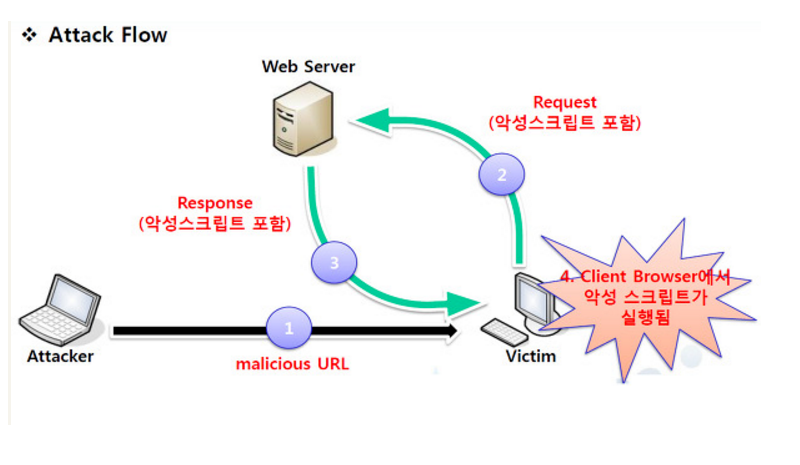 ❖ Attack Flow
Web Server
Request
(악성스크립트 포함)
2
Response
(악성스크립트 포함)
3
4. Client Browser에서
악성 스크립트가
실행됨
1
Attacker
malicious URL
Victim